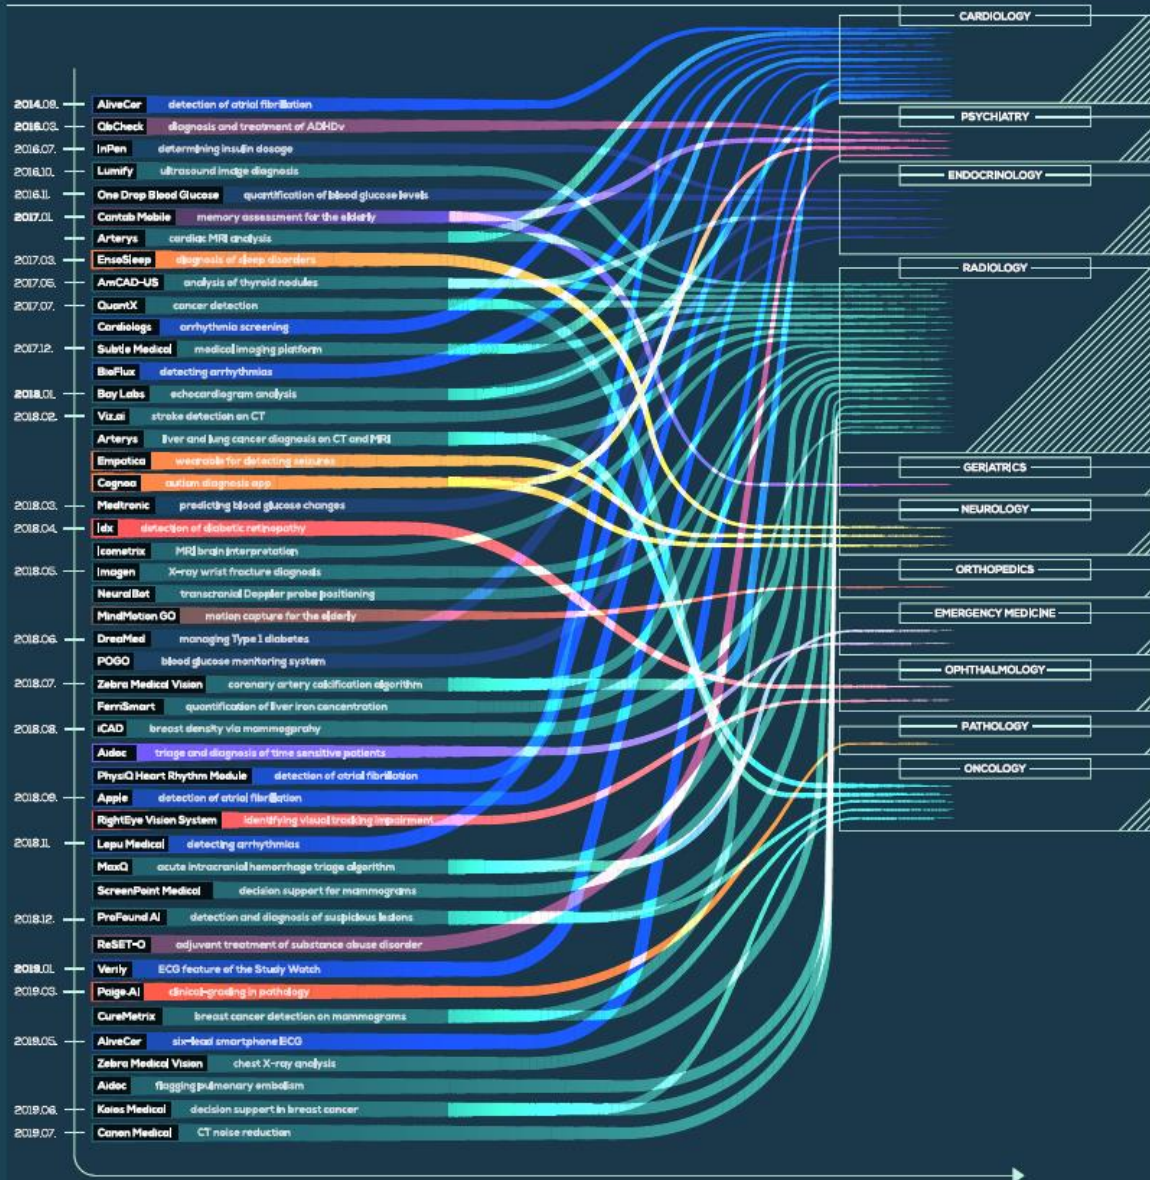 CARDIOLOGY
2014.09. AliveCor detection of atrial fibrillation
2016.03. QbCheck diagnosis and treatment of ADHDv
PSYCHIATRY
2016.07. InPen determining insulin dosage
2016.10. Lumify ultrasound image diagnosis
ENDOCRINOLOGY
2016.11. One Drop Blood Glucose quantification of blood glucose levels
2017.01. Cantab Mobile memory assessment for the elderly
Arterys cardiac MRI analysis
2017.03. EnsoSleep diagnosis of sleep disorders
RADIOLOGY
2017.05. AmCAD-US analysis of thyroid nodules
2017.07. QuantX cancer detection
Cardiologs arrhythmia screening
2017.12. Subtle Medical medical imaging platform
BioFlux detecting arrhythmias
2018.01. Bay Labs echocardiogram analysis
2018.02. Viz.ai stroke detection on CT
Arterys liver and lung cancer diagnosis on CT and MRI
Empatica wearable for detecting seizures
GERIATRICS
Cognoa autism diagnosis app
2018.03. Medtronic predicting blood glucose changes
NEUROLOGY
2018.04. Idx detection of diabetic retinopathy
Icometrix MRI brain interpretation
2018.05. Imagen X-ray wrist fracture diagnosis
ORTHOPEDICS
NeuralBot transcranial Doppler probe positioning
MindMotion GO motion capture for the elderly
EMERGENCY MEDICINE
2018.06. DreaMed managing Type 1 diabetes
POGO blood glucose monitoring system
OPHTHALMOLOGY
2018.07. Zebra Medical Vision coronary artery calcification algorithm
FerriSmart quantification of liver iron concentration
2018.08. iCAD breast density via mammogprahy
PATHOLOGY
Aidoc triage and diagnosis of time sensitive patients
ONCOLOGY
PhysiQ Heart Rhythm Module detection of atrial fibrillation
2018.09. Apple detection of atrial fibrillation
RightEye Vision System identifying visual tracking impairment
2018.11. Lepu Medical detecting arrhythmias
MaxQ acute intracranial hemorrhage triage algorithm
ScreenPoint Medical decision support for mammograms
2018.12. ProFound AI detection and diagnosis of suspicious lesions
ReSET-O adjuvant treatment of substance abuse disorder
2019.01. Verily ECG feature of the Study Watch
2019.03. Paige.AI clinical-grading in pathology
CureMetrix breast cancer detection on mammograms
2019.05. AliveCor six-lead smartphone ECG
Zebra Medical Vision chest X-ray analysis
Aidoc flagging pulmonary embolism
2019.06. Koios Medical decision support in breast cancer
2019.07. Canon Medical CT noise reduction